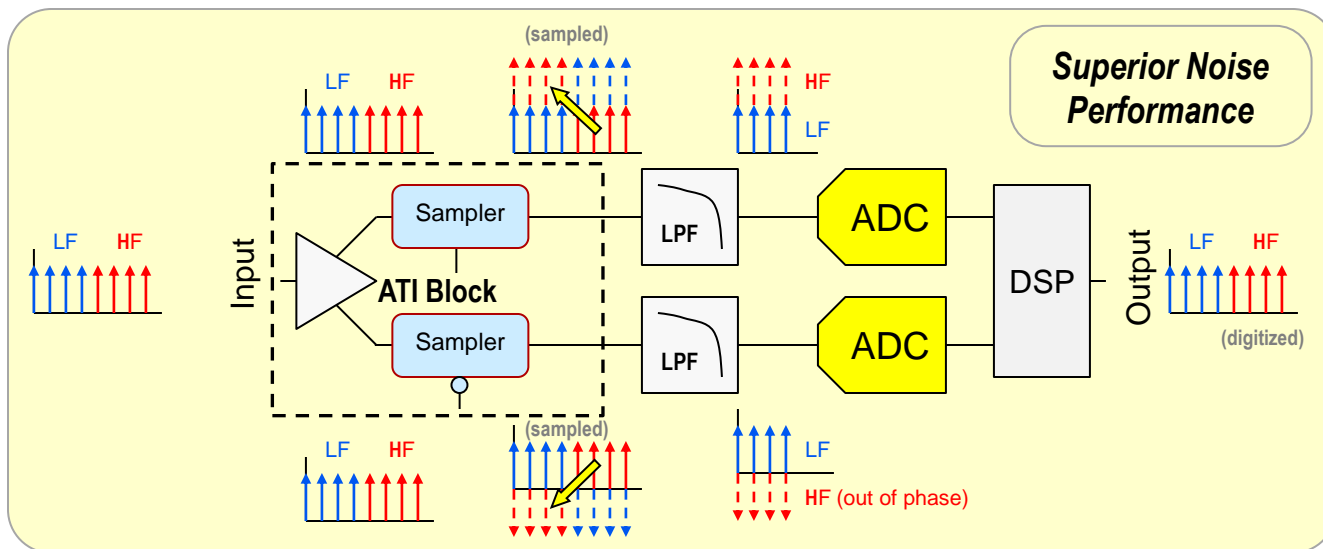 (sampled)
Superior Noise
Performance
LF HF
HF
LF
Sampler
LPF
ADC
LF HF
Input
ATI Block
DSP
Output
LF HF
(digitized)
Sampler
LPF
ADC
(sampled)
LF HF
LF
HF (out of phase)